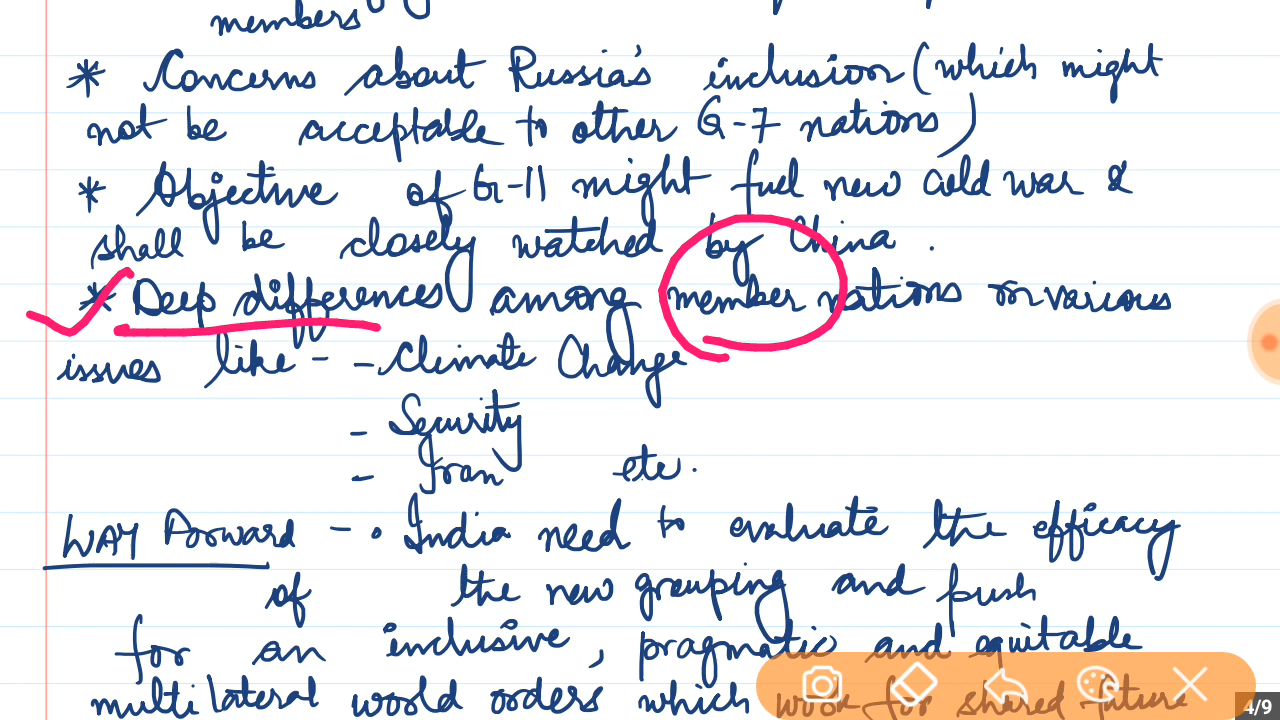 members
* Concerns about Russia's inclusion (which might
not be acceptable to other G-7 nations)
* Objective of G-11 might fuel new cold war &
shall be closely watched by China.
* Deep differences among member nations on various
issues like - - Climate Change
- Security
- Iran etc.
WAY Forward - • India need to evaluate the efficacy
of the new grouping and push
for an inclusive, pragmatic and equitable
multilateral world orders which work for shared future
4/9